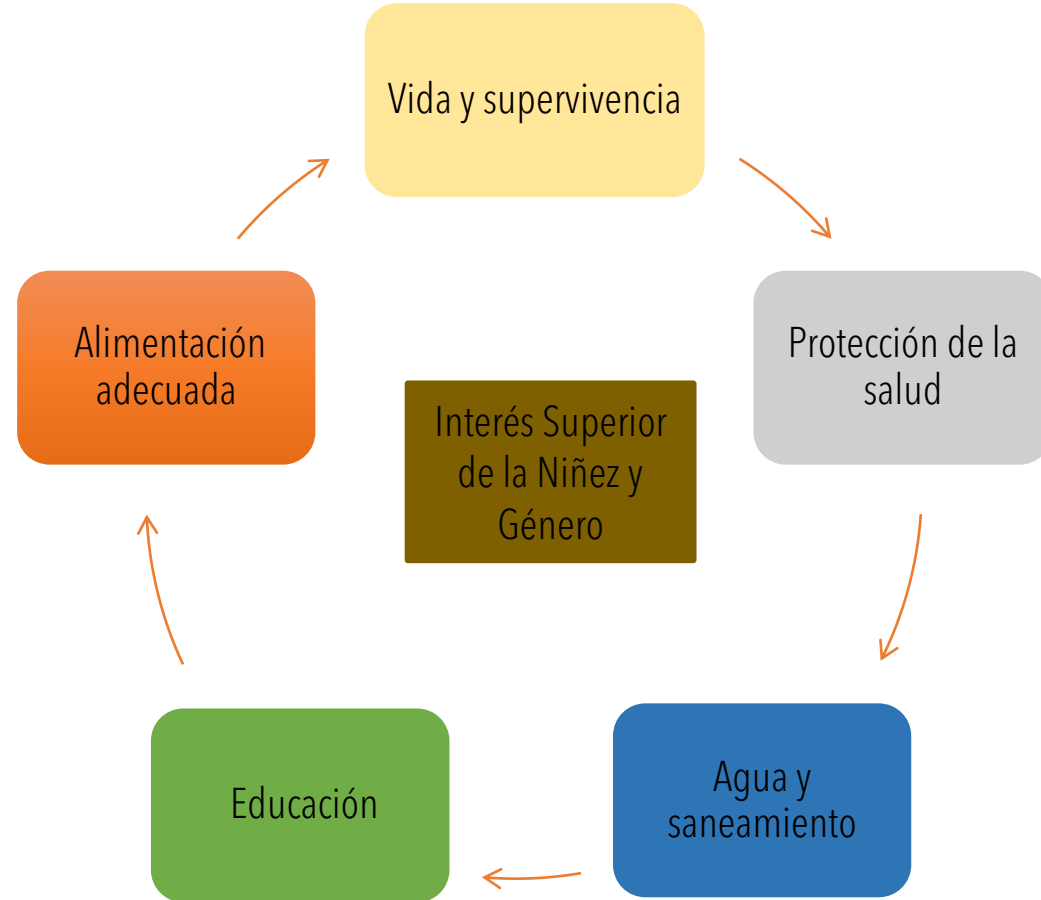 Vida y supervivencia
Alimentación
adecuada
Protección de la
salud
Interés Superior
de la Niñez y
Género
Educación
Agua y
saneamiento